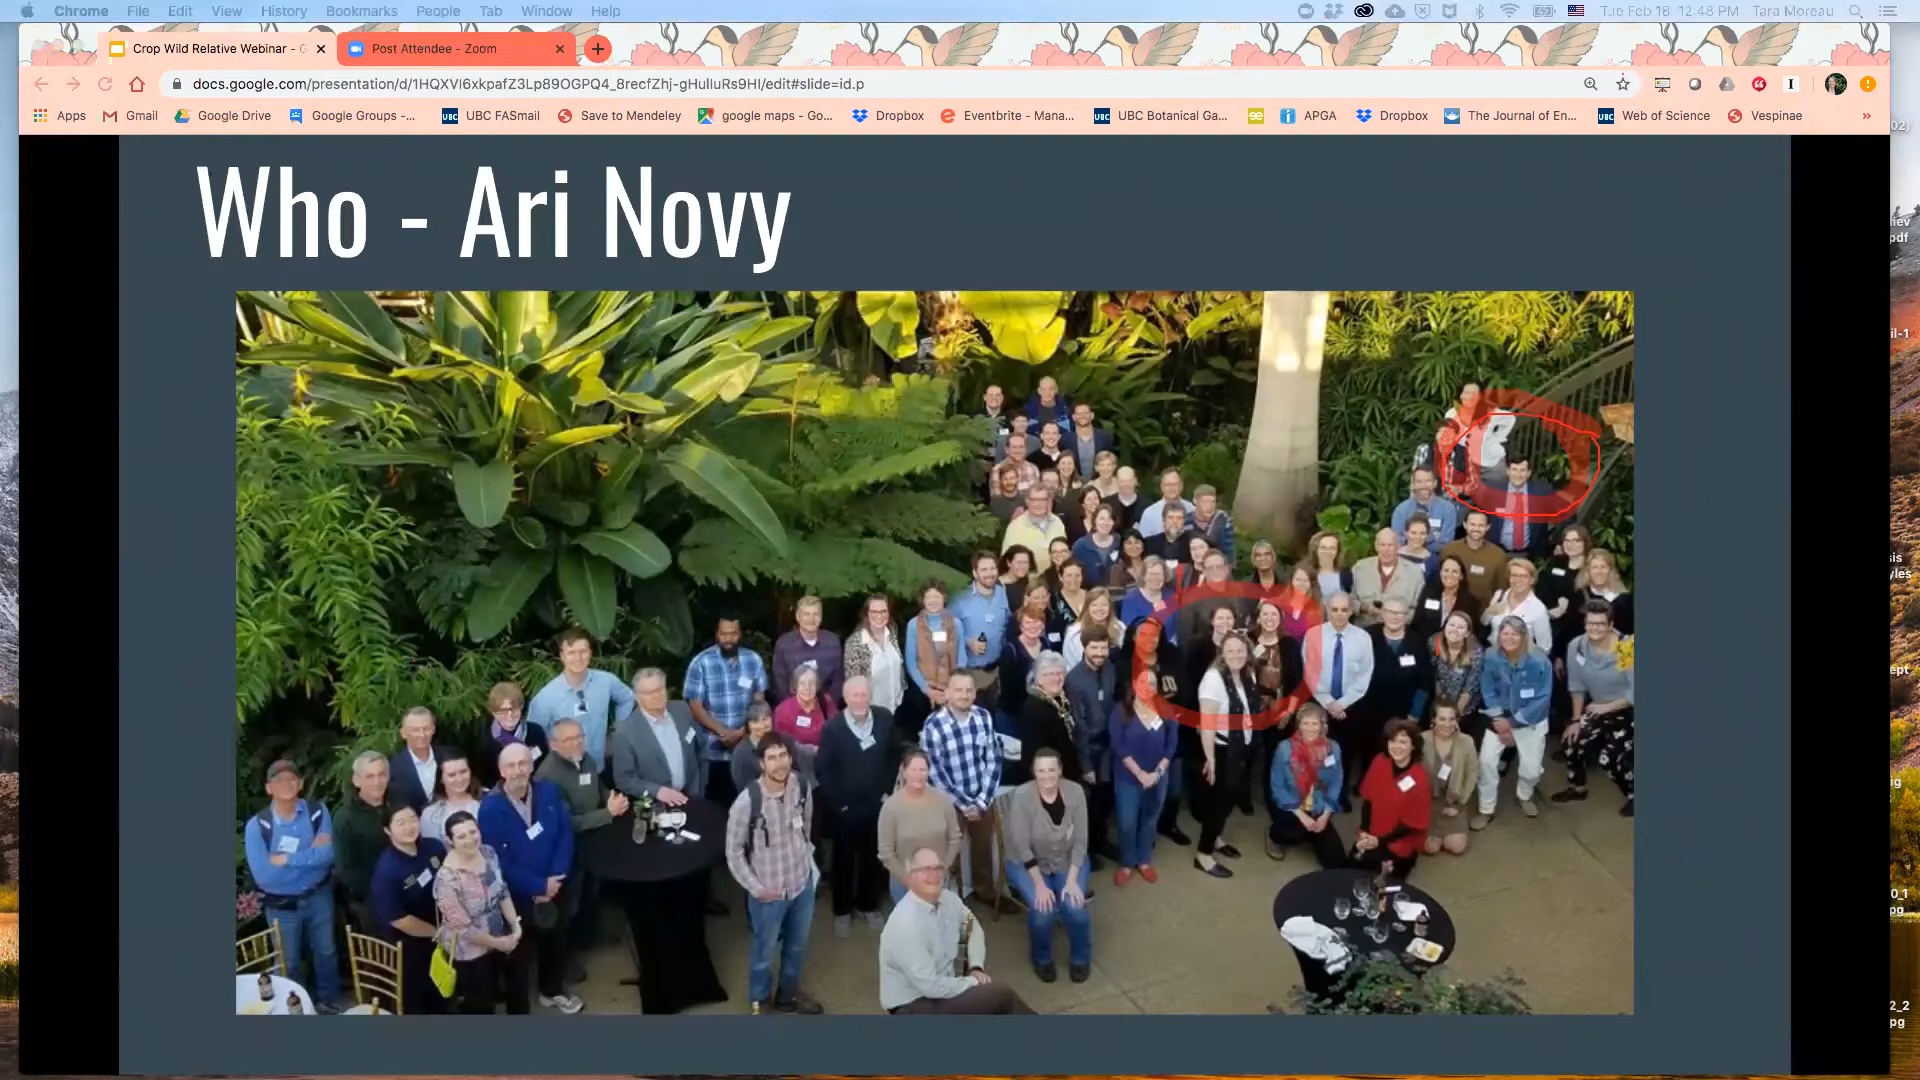 Chrome File Edit View History Bookmarks People Tab Window Help Tue Feb 18 12:48 PM Tara Moreau
Crop Wild Relative Webinar - G Post Attendee - Zoom
docs.google.com/presentation/d/1HQXVI6xkpafZ3Lp89OGPQ4_8recfZhj-gHulluRs9HI/edit#slide=id.p
Apps Gmail Google Drive Google Groups -... UBC FASmail Save to Mendeley google maps - Go... Dropbox Eventbrite - Mana... UBC Botanical Ga... APGA Dropbox The Journal of En... Web of Science Vespinae »
Who - Ari Novy